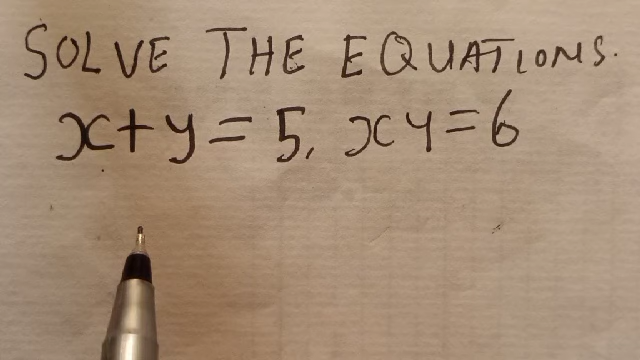 SOLVE THE EQUATIONS.
x+y=5, xy=6